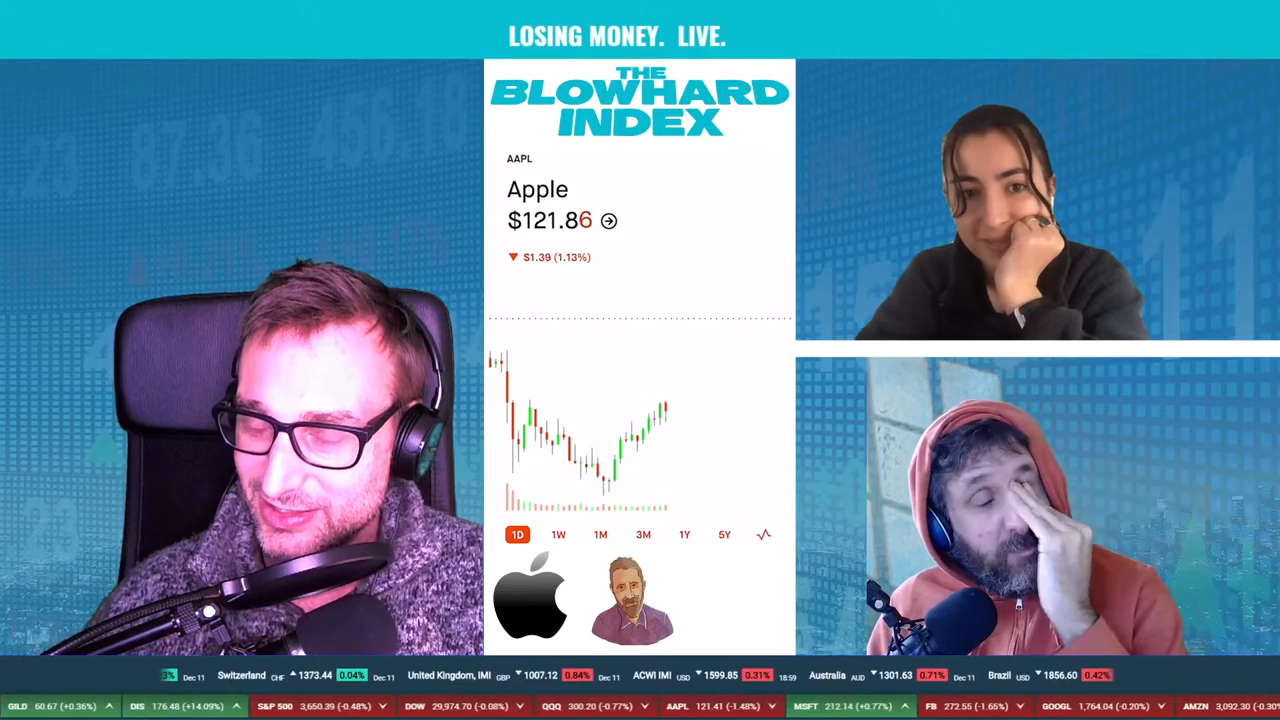 LOSING MONEY. LIVE.
THE
BLOWHARD
INDEX
AAPL
Apple
$121.86
▼ $1.39 (1.13%)
1D 1W 1M 3M 1Y 5Y
3% Dec 11 Switzerland CHF 1373.44 0.04% Dec 11 United Kingdom, IMI GBP 1007.12 0.84% Dec 11 ACWI IMI USD 1599.85 0.31% 18:59 Australia AUD 1301.63 0.71% Dec 11 Brazil USD 1856.60 0.42%
GILD 60.67 (+0.36%) DIS 176.48 (+14.09%) S&P 500 3,650.39 (-0.48%) DOW 29,974.70 (-0.08%) QQQ 300.20 (-0.77%) AAPL 121.41 (-1.48%) MSFT 212.14 (+0.77%) FB 272.55 (-1.65%) GOOGL 1,764.04 (-0.20%) AMZN 3,092.30 (-0.30%